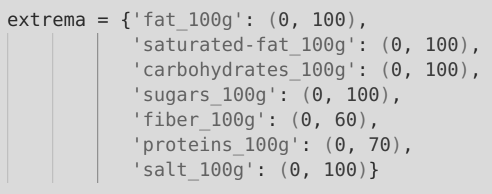 extrema = {'fat_100g': (0, 100),
'saturated-fat_100g': (0, 100),
'carbohydrates_100g': (0, 100),
'sugars_100g': (0, 100),
'fiber_100g': (0, 60),
'proteins_100g': (0, 70),
'salt_100g': (0, 100)}